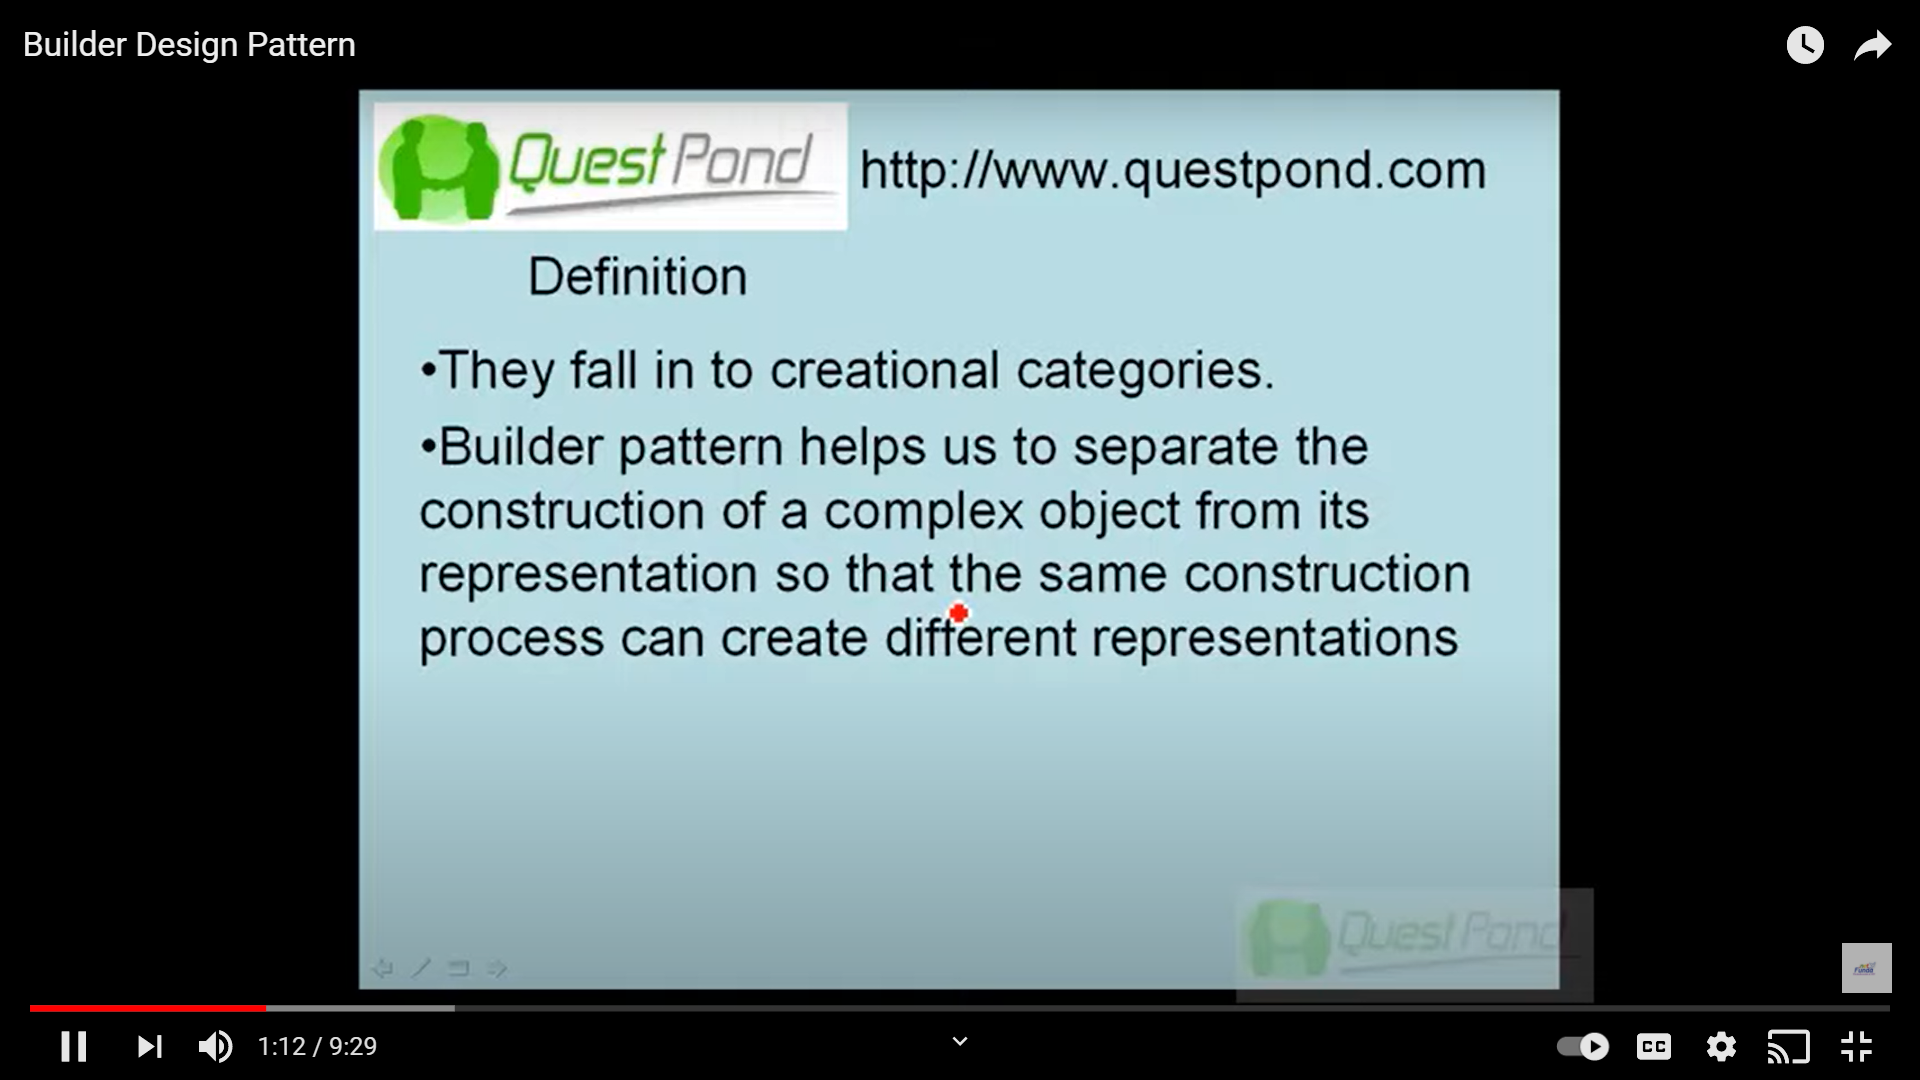 Builder Design Pattern
Quest Pond
http://www.questpond.com
Definition
•They fall in to creational categories.
•Builder pattern helps us to separate the
construction of a complex object from its
representation so that the same construction
process can create different representations
Quest Pond
Funda
1:12 / 9:29
CC